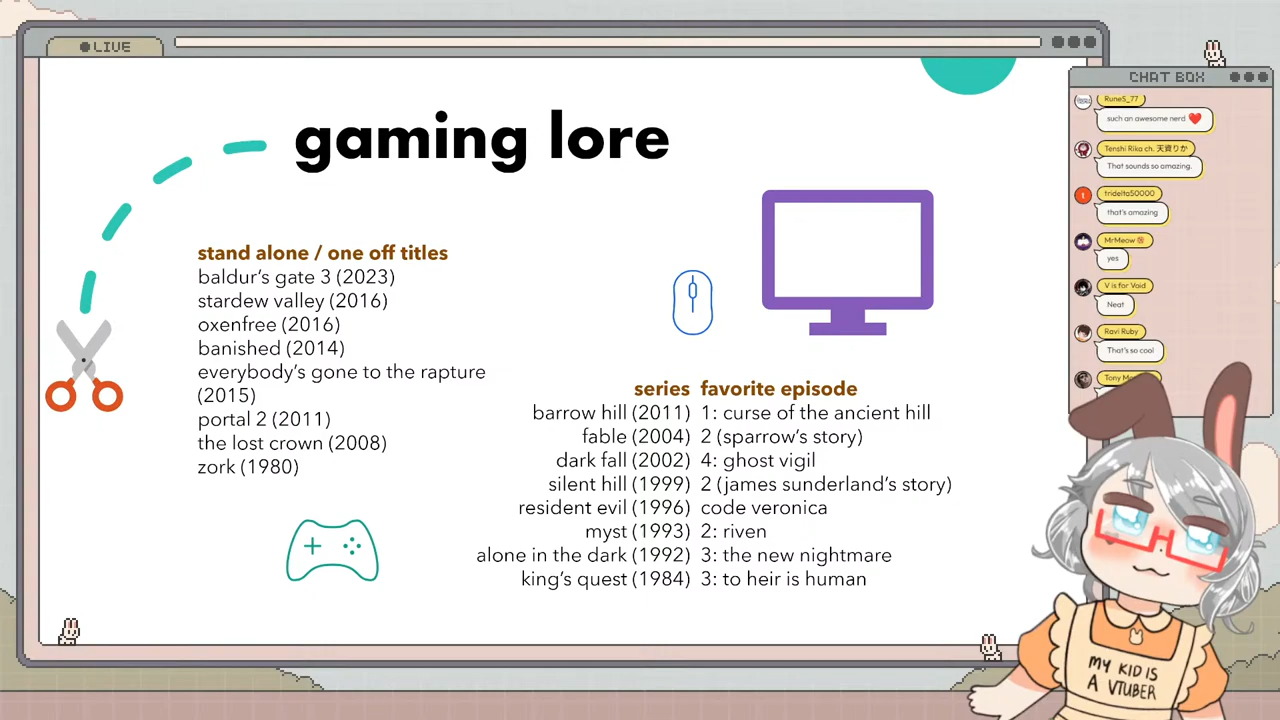 LIVE
CHAT BOX
gaming lore
stand alone / one off titles
baldur's gate 3 (2023)
stardew valley (2016)
oxenfree (2016)
banished (2014)
everybody's gone to the rapture
(2015)
portal 2 (2011)
the lost crown (2008)
zork (1980)
series favorite episode
barrow hill (2011) 1: curse of the ancient hill
fable (2004) 2 (sparrow's story)
dark fall (2002) 4: ghost vigil
silent hill (1999) 2 (james sunderland's story)
resident evil (1996) code veronica
myst (1993) 2: riven
alone in the dark (1992) 3: the new nightmare
king's quest (1984) 3: to heir is human
RuneS_77
such an awesome nerd ❤️
Tenshi Rika ch. 天資りか
That sounds so amazing.
tridelta50000
that's amazing
MrMeow
yes
V is for Void
Neat
Ravi Ruby
That's so cool
Tony
MY KID IS
A VTUBER